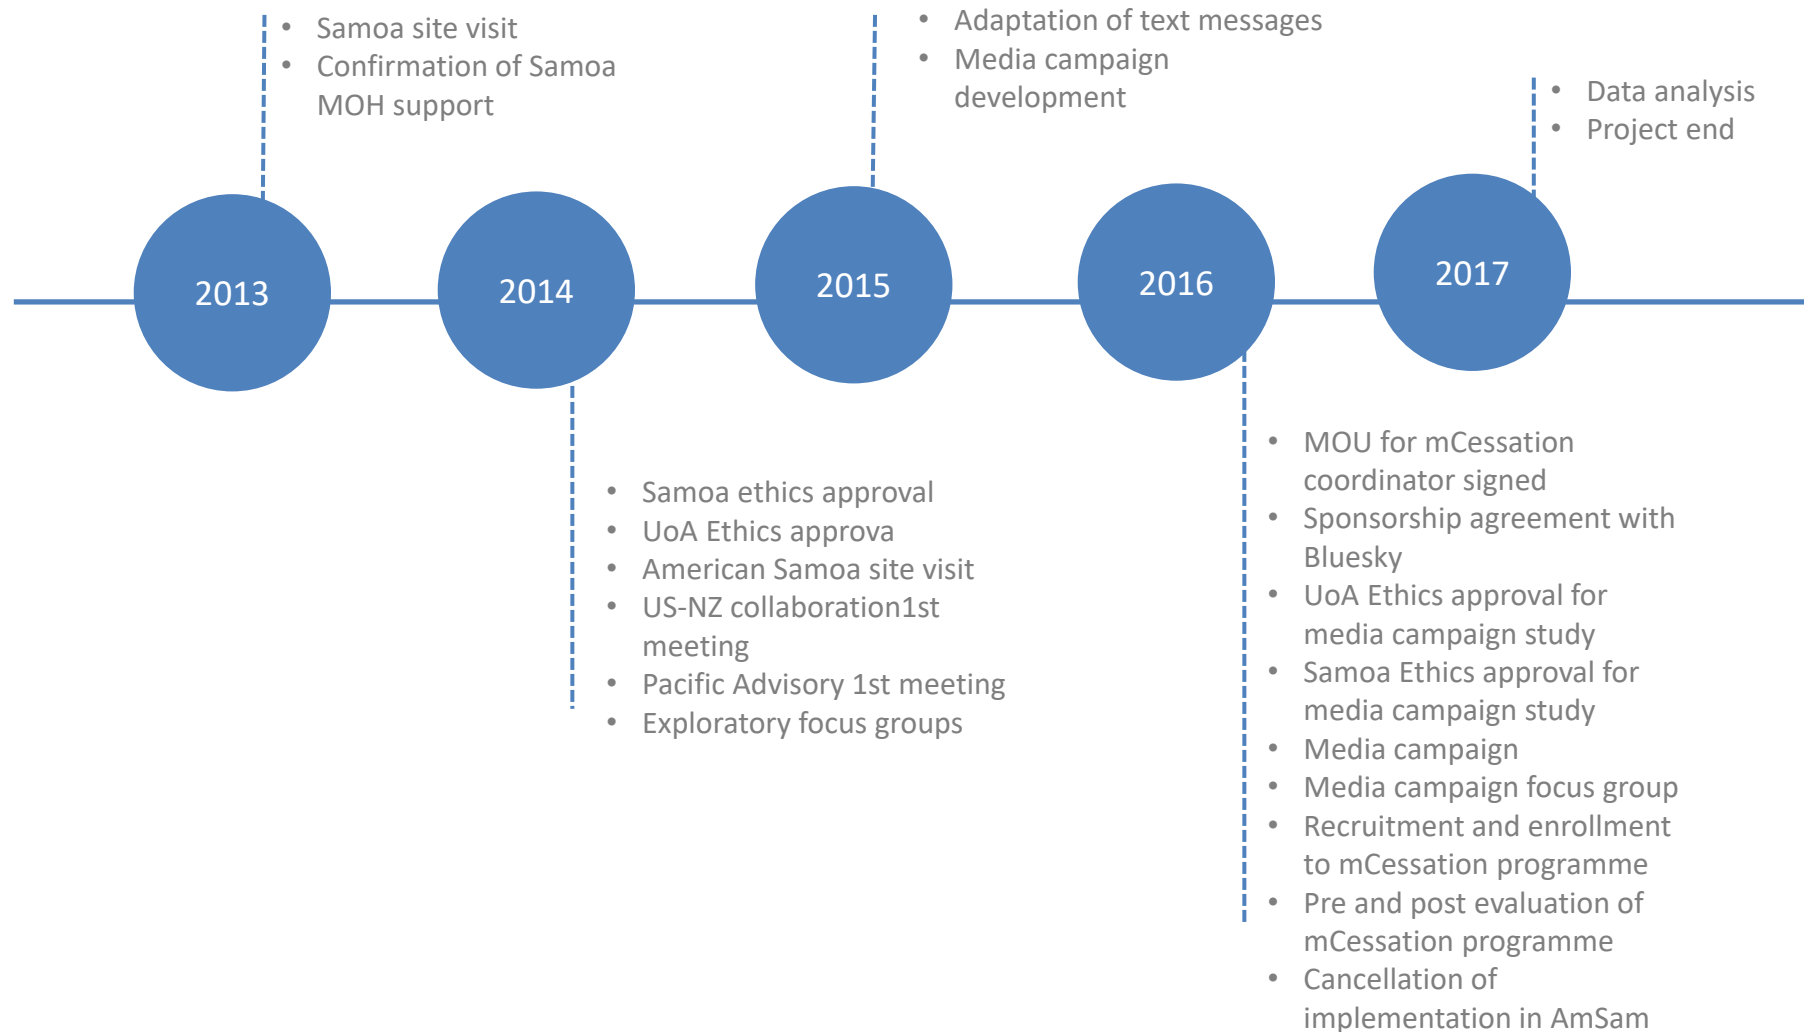 • Samoa site visit
• Confirmation of Samoa
MOH support
• Adaptation of text messages
• Media campaign
development
• Data analysis
• Project end
2013
2014
2015
2016
2017
• Samoa ethics approval
• UoA Ethics approva
• American Samoa site visit
• US-NZ collaboration1st
meeting
• Pacific Advisory 1st meeting
• Exploratory focus groups
• MOU for mCessation
coordinator signed
• Sponsorship agreement with
Bluesky
• UoA Ethics approval for
media campaign study
• Samoa Ethics approval for
media campaign study
• Media campaign
• Media campaign focus group
• Recruitment and enrollment
to mCessation programme
• Pre and post evaluation of
mCessation programme
• Cancellation of
implementation in AmSam